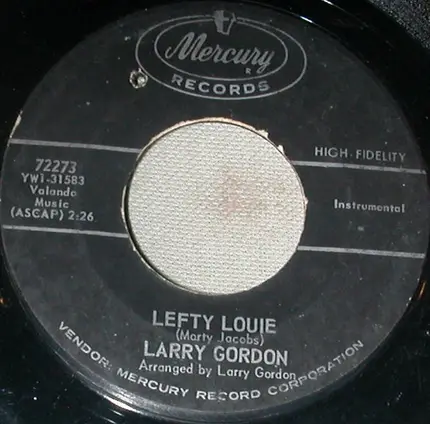 Mercury
R
RECORDS
HIGH-FIDELITY
72273
YW1-31583
Valando
Music
(ASCAP) 2:26
Instrumental
LEFTY LOUIE
(Marty Jacobs)
LARRY GORDON
Arranged by Larry Gordon
VENDOR: MERCURY RECORD CORPORATION